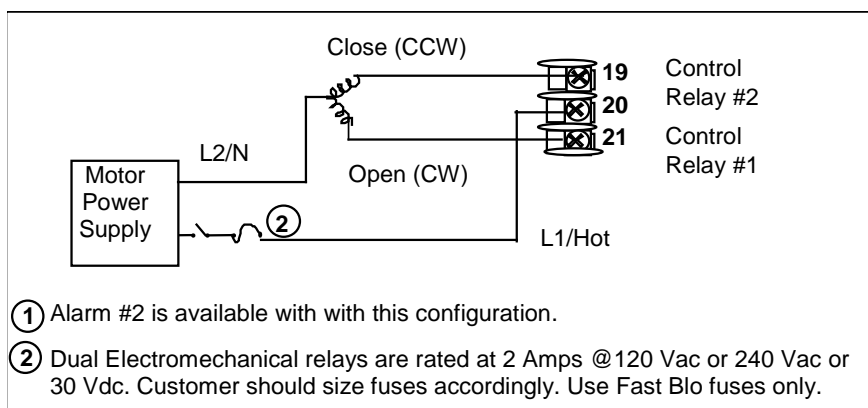 Close (CCW)
19 Control
Relay #2
20
21 Control
Relay #1
L2/N
Open (CW)
Motor
Power
Supply
2
L1/Hot
1 Alarm #2 is available with with this configuration.
2 Dual Electromechanical relays are rated at 2 Amps @120 Vac or 240 Vac or
30 Vdc. Customer should size fuses accordingly. Use Fast Blo fuses only.